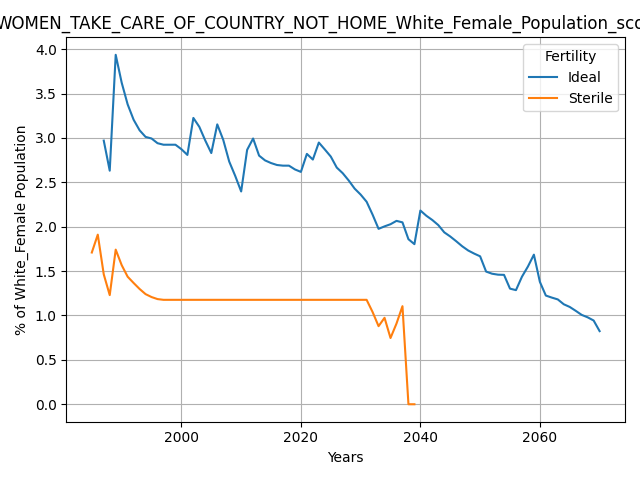 WOMEN_TAKE_CARE_OF_COUNTRY_NOT_HOME_White_Female_Population_sco
Fertility
Ideal
Sterile
% of White_Female Population
4.0
3.5
3.0
2.5
2.0
1.5
1.0
0.5
0.0
2000 2020 2040 2060
Years